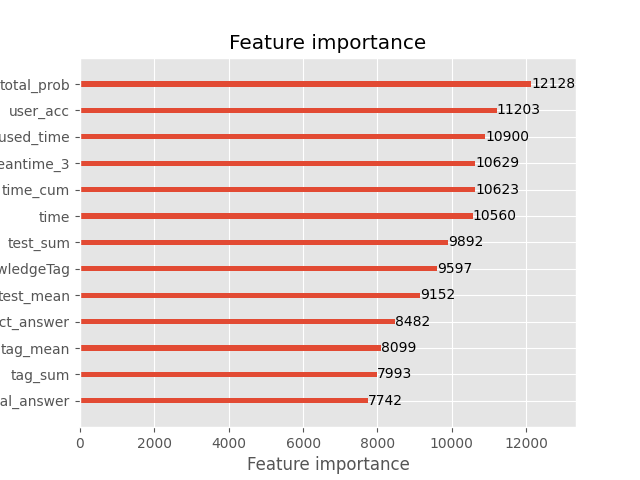 Feature importance
total_prob 12128
user_acc 11203
used_time 10900
eantime_3 10629
time_cum 10623
time 10560
test_sum 9892
wledgeTag 9597
test_mean 9152
ct_answer 8482
tag_mean 8099
tag_sum 7993
al_answer 7742
0 2000 4000 6000 8000 10000 12000
Feature importance